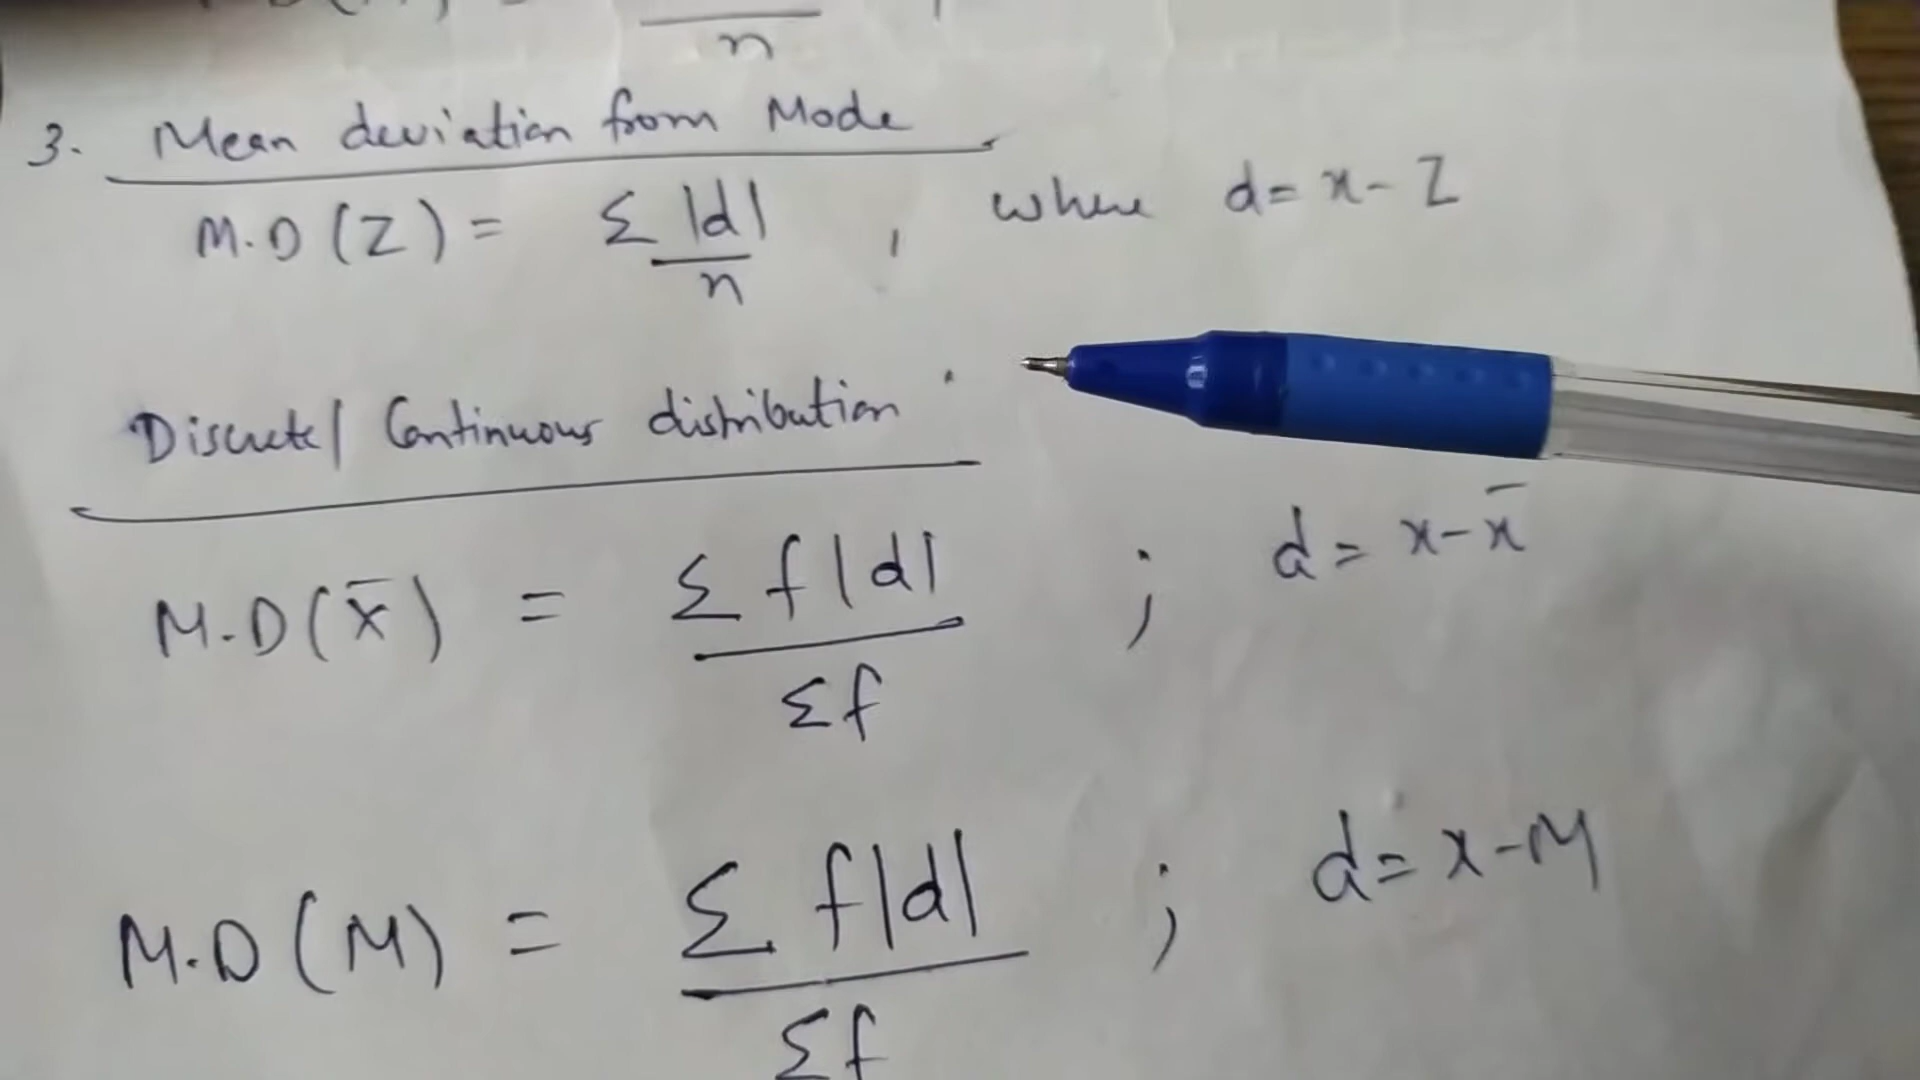 n
3. Mean deviation from Mode
M.D(Z) = Σ|d| / n , where d = x - Z
Discrete/ Continuous distribution
M.D(x̄) = Σf|d| / Σf ; d = x - x̄
M.D(M) = Σf|d| / Σf ; d = x - M